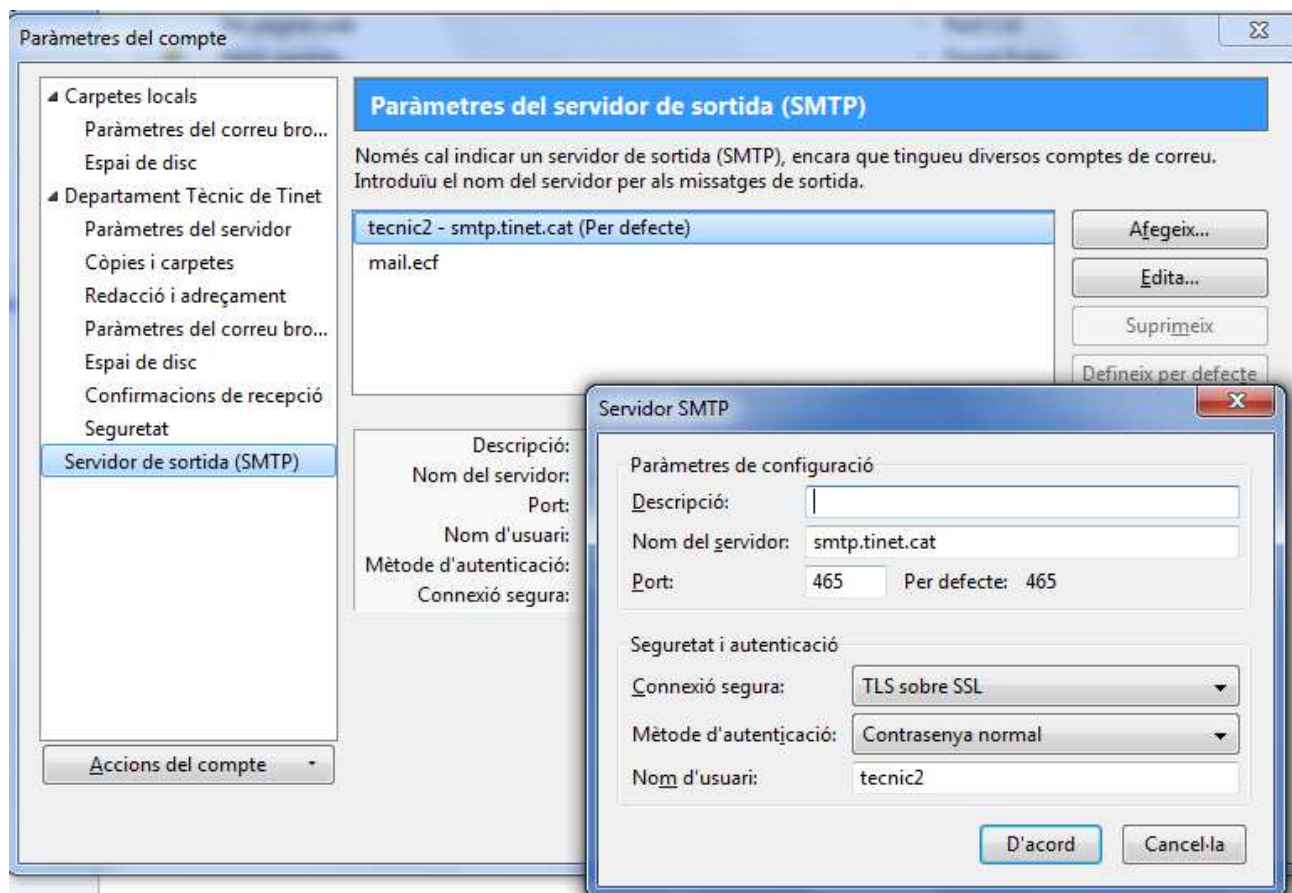 Paràmetres del compte
Carpetes locals
Paràmetres del correu bro...
Espai de disc
Departament Tècnic de Tinet
Paràmetres del servidor
Còpies i carpetes
Redacció i adreçament
Paràmetres del correu bro...
Espai de disc
Confirmacions de recepció
Seguretat
Servidor de sortida (SMTP)
Accions del compte
Paràmetres del servidor de sortida (SMTP)
Només cal indicar un servidor de sortida (SMTP), encara que tingueu diversos comptes de correu.
Introduïu el nom del servidor per als missatges de sortida.
tecnic2 - smtp.tinet.cat (Per defecte)
mail.ecf
Afegeix...
Edita...
Suprimeix
Defineix per defecte
Descripció:
Nom del servidor:
Port:
Nom d'usuari:
Mètode d'autenticació:
Connexió segura:
Servidor SMTP
Paràmetres de configuració
Descripció:
Nom del servidor: smtp.tinet.cat
Port: 465 Per defecte: 465
Seguretat i autenticació
Connexió segura: TLS sobre SSL
Mètode d'autenticació: Contrasenya normal
Nom d'usuari: tecnic2
D'acord Cancel·la